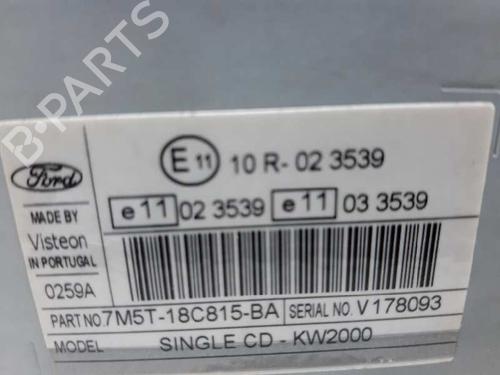 B-PARTS
Ford
E 11 10 R- 02 3539
MADE BY
e 11 02 3539 e 11 03 3539
Visteon
IN PORTUGAL
0259A
PART NO. 7M5T-18C815-BA SERIAL NO. V178093
MODEL SINGLE CD - KW2000